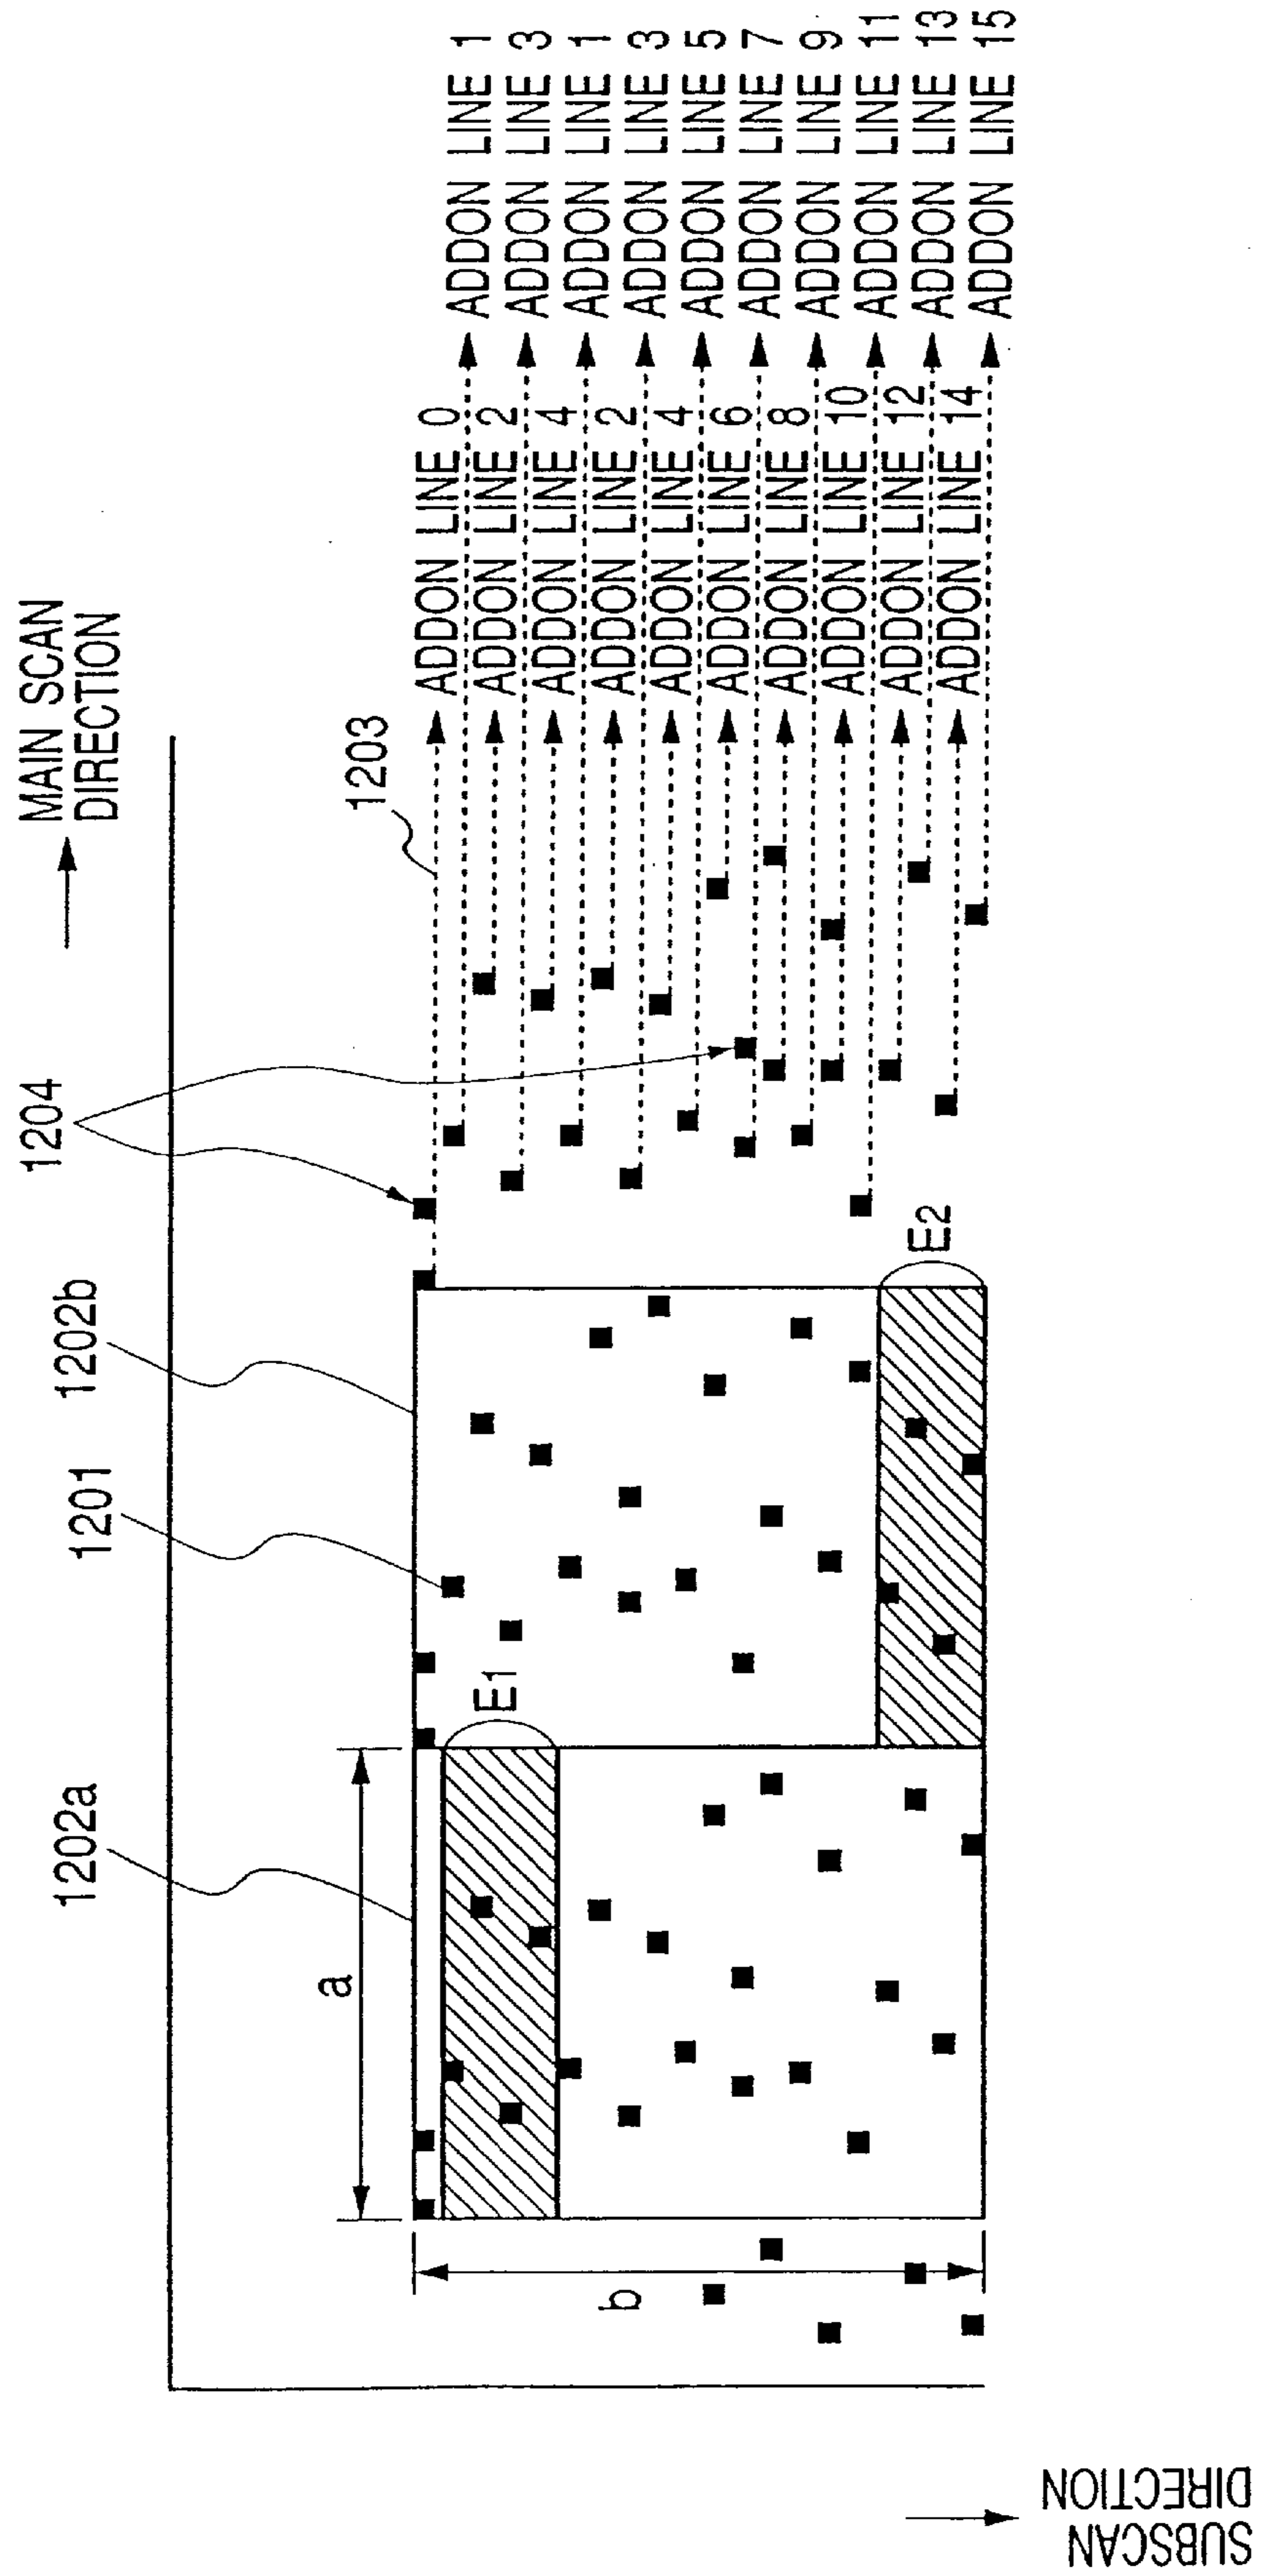 MAIN SCAN
DIRECTION
1202a
1201
1202b
1204
1203
a
b
E1
E2
ADDON LINE 0
ADDON LINE 1
ADDON LINE 2
ADDON LINE 3
ADDON LINE 4
ADDON LINE 1
ADDON LINE 2
ADDON LINE 3
ADDON LINE 4
ADDON LINE 5
ADDON LINE 6
ADDON LINE 7
ADDON LINE 8
ADDON LINE 9
ADDON LINE 10
ADDON LINE 11
ADDON LINE 12
ADDON LINE 13
ADDON LINE 14
ADDON LINE 15
SUBSCAN
DIRECTION